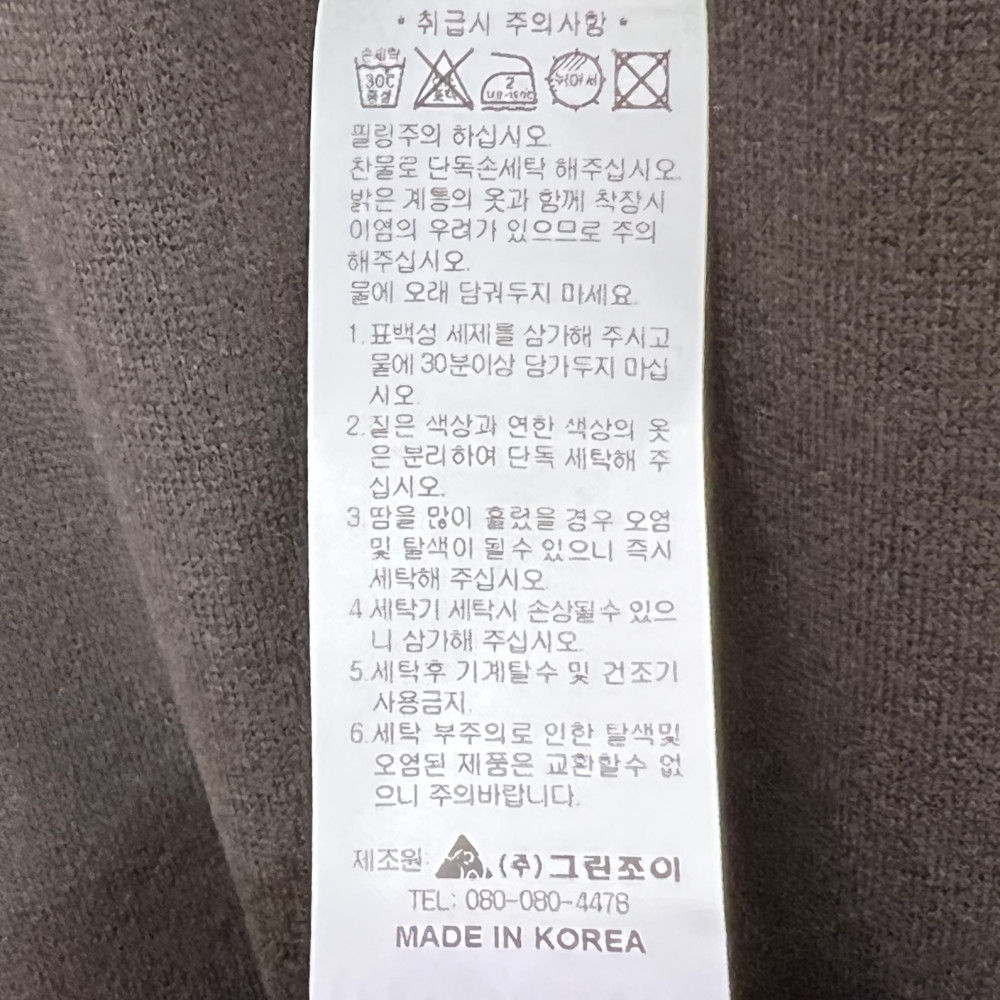 • 취급시 주의사항 •
손세탁
30℃
중성
2
뉘어서
필링주의 하십시오.
찬물로 단독손세탁 해주십시오.
밝은 계통의 옷과 함께 착장시
이염의 우려가 있으므로 주의
해주십시오.
물에 오래 담궈두지 마세요.
1. 표백성 세제를 삼가해 주시고
물에 30분이상 담가두지 마십
시오.
2. 짙은 색상과 연한 색상의 옷
은 분리하여 단독 세탁해 주
십시오.
3. 땀을 많이 흘렸을 경우 오염
및 탈색이 될수 있으니 즉시
세탁해 주십시오.
4. 세탁기 세탁시 손상될수 있으
니 삼가해 주십시오.
5. 세탁후 기계탈수 및 건조기
사용금지.
6. 세탁 부주의로 인한 탈색및
오염된 제품은 교환할수 없
으니 주의바랍니다.
제조원: (주)그린조이
TEL: 080-080-4478
MADE IN KOREA